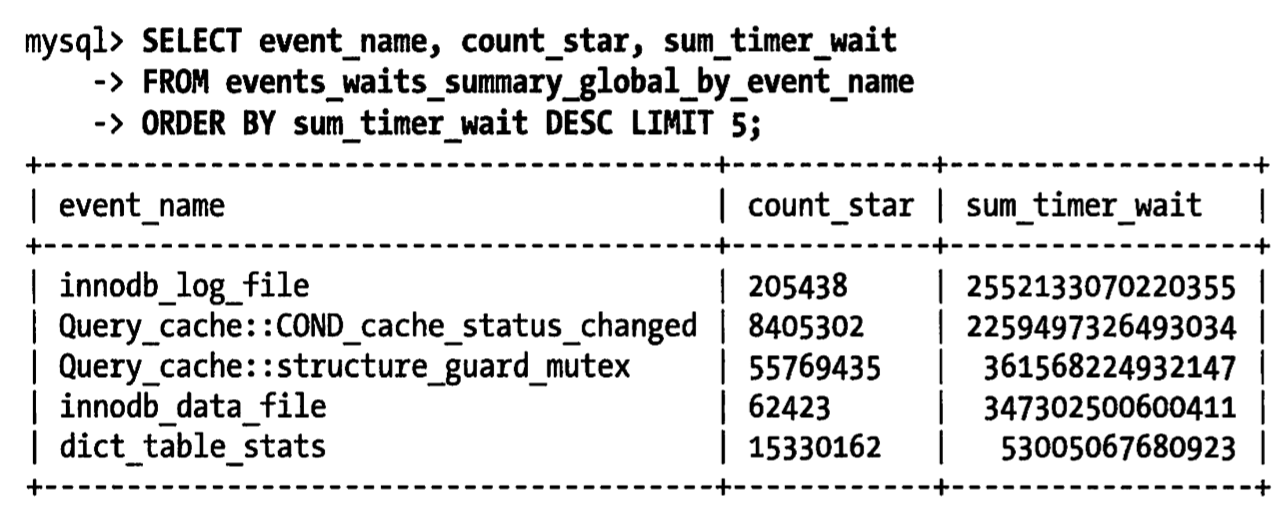 mysql> SELECT event_name, count_star, sum_timer_wait
    -> FROM events_waits_summary_global_by_event_name
    -> ORDER BY sum_timer_wait DESC LIMIT 5;
+----------------------------------------+------------+------------------+
| event_name                             | count_star | sum_timer_wait   |
+----------------------------------------+------------+------------------+
| innodb_log_file                        | 205438     | 2552133070220355 |
| Query_cache::COND_cache_status_changed | 8405302    | 2259497326493034 |
| Query_cache::structure_guard_mutex     | 55769435   |  361568224932147 |
| innodb_data_file                       | 62423      |  347302500600411 |
| dict_table_stats                       | 15330162   |   53005067680923 |
+----------------------------------------+------------+------------------+